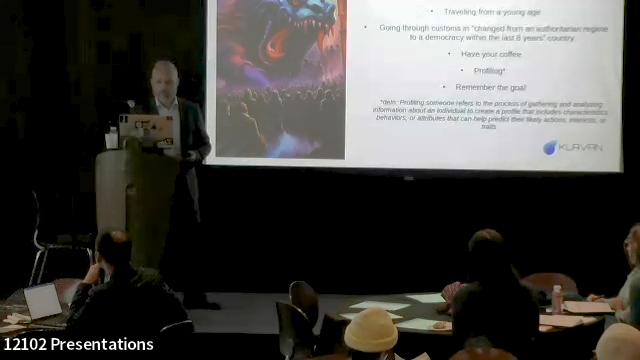 • Traveling from a young age
• Going through customs in "changed from an authoritarian regime
to a democracy within the last 8 years" country
• Have your coffee
• Profiling*
• Remember the goal
*dem: Profiling someone refers to the process of gathering and analyzing
information about an individual to create a profile that includes characteristics,
behaviors, or attributes that can help predict their likely actions, interests, or
traits
KLAVAN
12102 Presentations